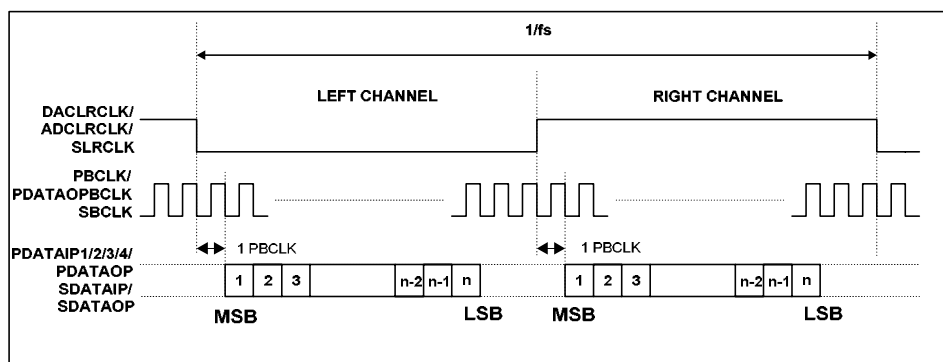 1/fs
LEFT CHANNEL
RIGHT CHANNEL
DACLRCLK/
ADCLRCLK/
SLRCLK
PBCLK/
PDATAOPBCLK
SBCLK
1 PBCLK
1 PBCLK
PDATAIP1/2/3/4/
PDATAOP
SDATAIP/
SDATAOP
1 2 3 n-2 n-1 n
1 2 3 n-2 n-1 n
MSB
LSB
MSB
LSB